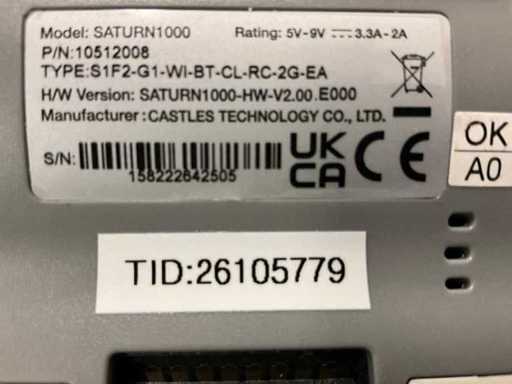 Model: SATURN1000 Rating: 5V-9V ⎓ 3.3A-2A
P/N:10512008
TYPE:S1F2-G1-WI-BT-CL-RC-2G-EA
H/W Version: SATURN1000-HW-V2.00.E000
Manufacturer :CASTLES TECHNOLOGY CO., LTD.
S/N:
158222642505
UK
CA CE
OK
A0
TID:26105779